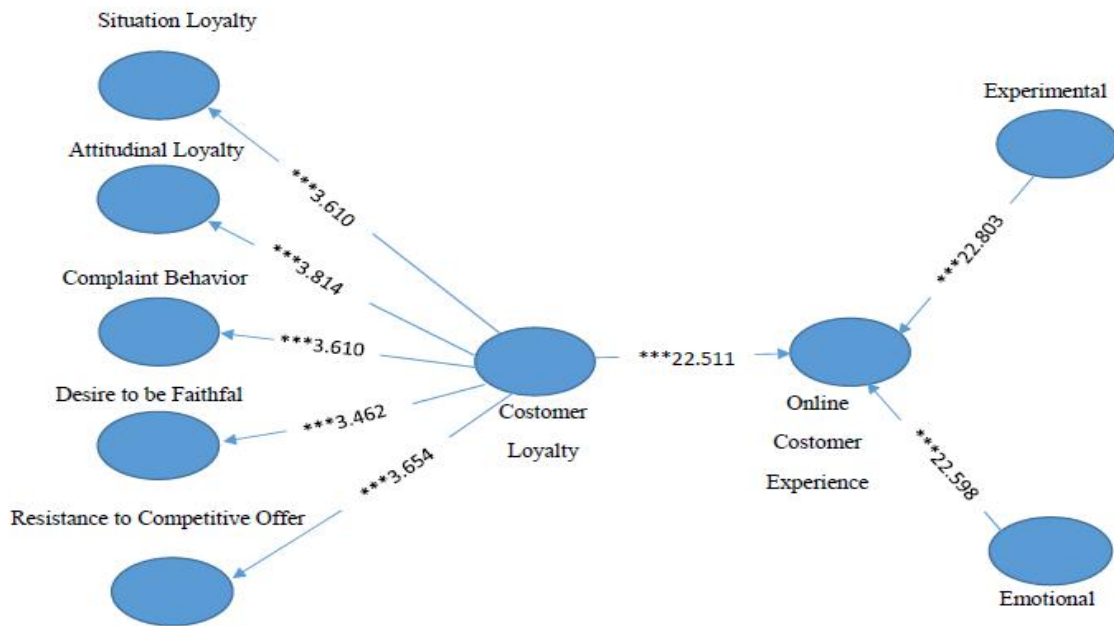 Situation Loyalty
Experimental
Attitudinal Loyalty
***3.610
***22.803
***3.814
Complaint Behavior
***3.610
***22.511
Desire to be Faithfal
***3.462
Costomer
Loyalty
Online
Costomer
Experience
***22.598
***3.654
Resistance to Competitive Offer
Emotional